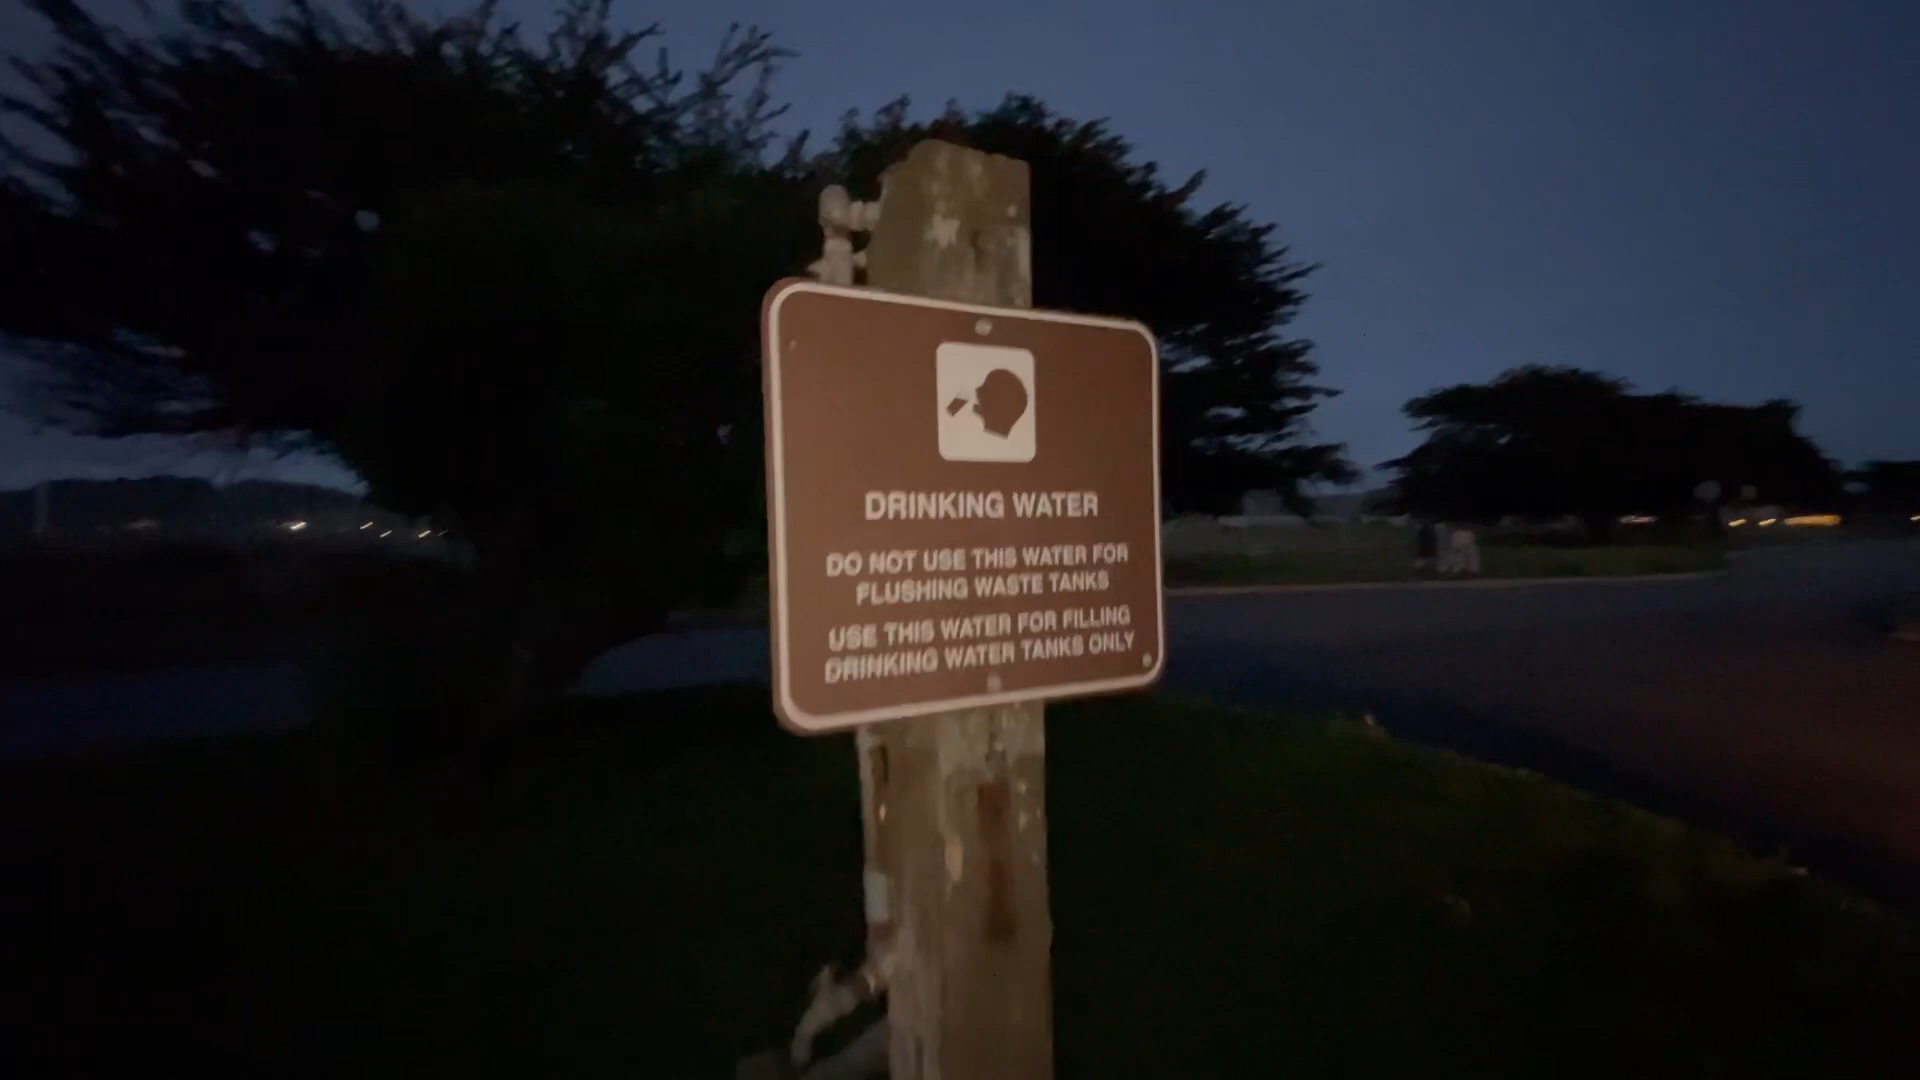 DRINKING WATER
DO NOT USE THIS WATER FOR
FLUSHING WASTE TANKS
USE THIS WATER FOR FILLING
DRINKING WATER TANKS ONLY